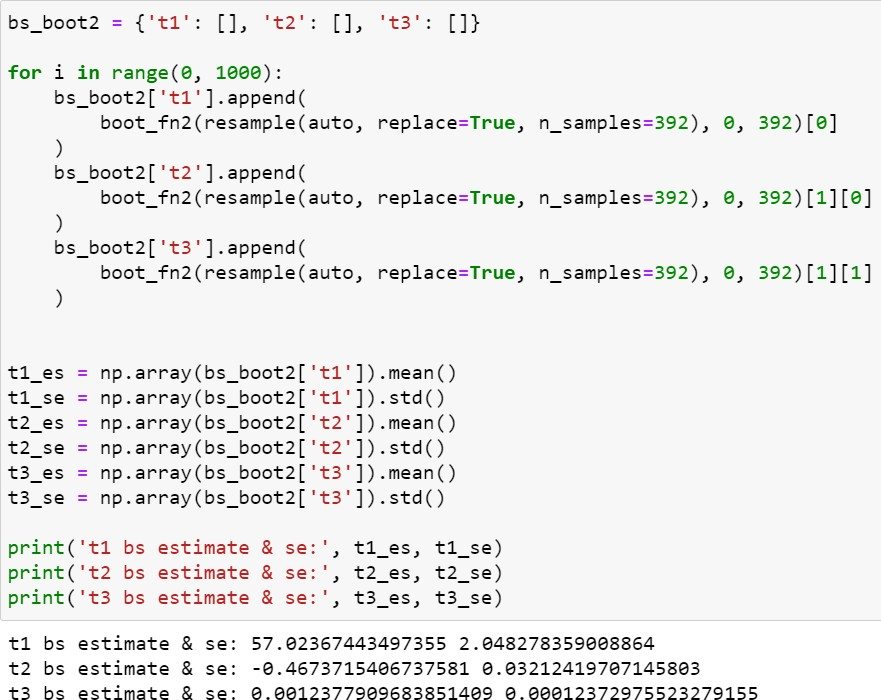 bs_boot2 = {'t1': [], 't2': [], 't3': []}
for i in range(0, 1000):
    bs_boot2['t1'].append(
        boot_fn2(resample(auto, replace=True, n_samples=392), 0, 392)[0]
    )
    bs_boot2['t2'].append(
        boot_fn2(resample(auto, replace=True, n_samples=392), 0, 392)[1][0]
    )
    bs_boot2['t3'].append(
        boot_fn2(resample(auto, replace=True, n_samples=392), 0, 392)[1][1]
    )
t1_es = np.array(bs_boot2['t1']).mean()
t1_se = np.array(bs_boot2['t1']).std()
t2_es = np.array(bs_boot2['t2']).mean()
t2_se = np.array(bs_boot2['t2']).std()
t3_es = np.array(bs_boot2['t3']).mean()
t3_se = np.array(bs_boot2['t3']).std()
print('t1 bs estimate & se:', t1_es, t1_se)
print('t2 bs estimate & se:', t2_es, t2_se)
print('t3 bs estimate & se:', t3_es, t3_se)
t1 bs estimate & se: 57.02367443497355 2.048278359008864
t2 bs estimate & se: -0.4673715406737581 0.03212419707145803
t3 bs estimate & se: 0.0012377909683851409 0.00012372975523279155